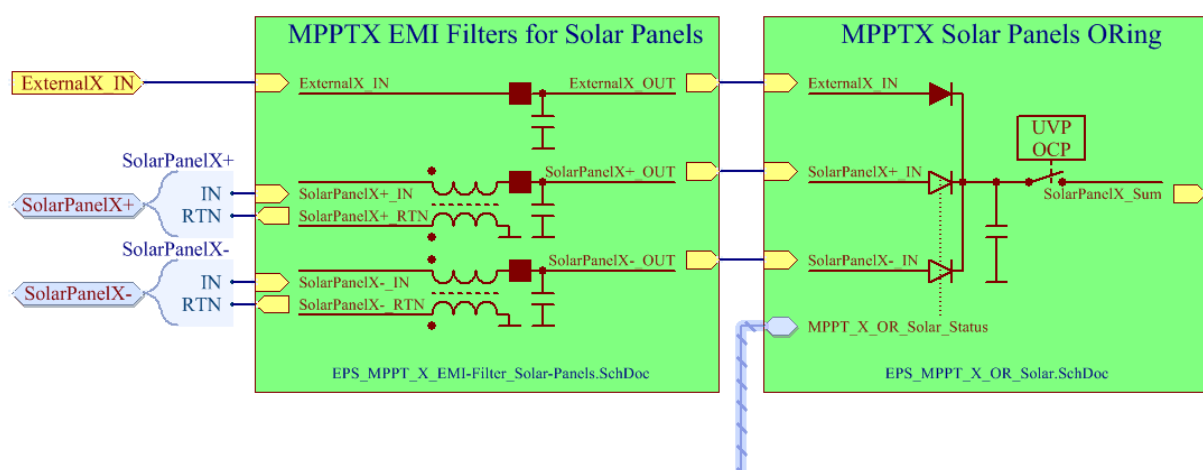 MPPTX EMI Filters for Solar Panels
MPPTX Solar Panels ORing
ExternalX_IN
ExternalX_IN
ExternalX_OUT
ExternalX_IN
UVP
OCP
SolarPanelX+
SolarPanelX+
IN
RTN
SolarPanelX+_IN
SolarPanelX+_RTN
SolarPanelX+_OUT
SolarPanelX+_IN
SolarPanelX_Sum
SolarPanelX-
SolarPanelX-
IN
RTN
SolarPanelX-_IN
SolarPanelX-_RTN
SolarPanelX-_OUT
SolarPanelX-_IN
MPPT_X_OR_Solar_Status
EPS_MPPT_X_EMI-Filter_Solar-Panels.SchDoc
EPS_MPPT_X_OR_Solar.SchDoc